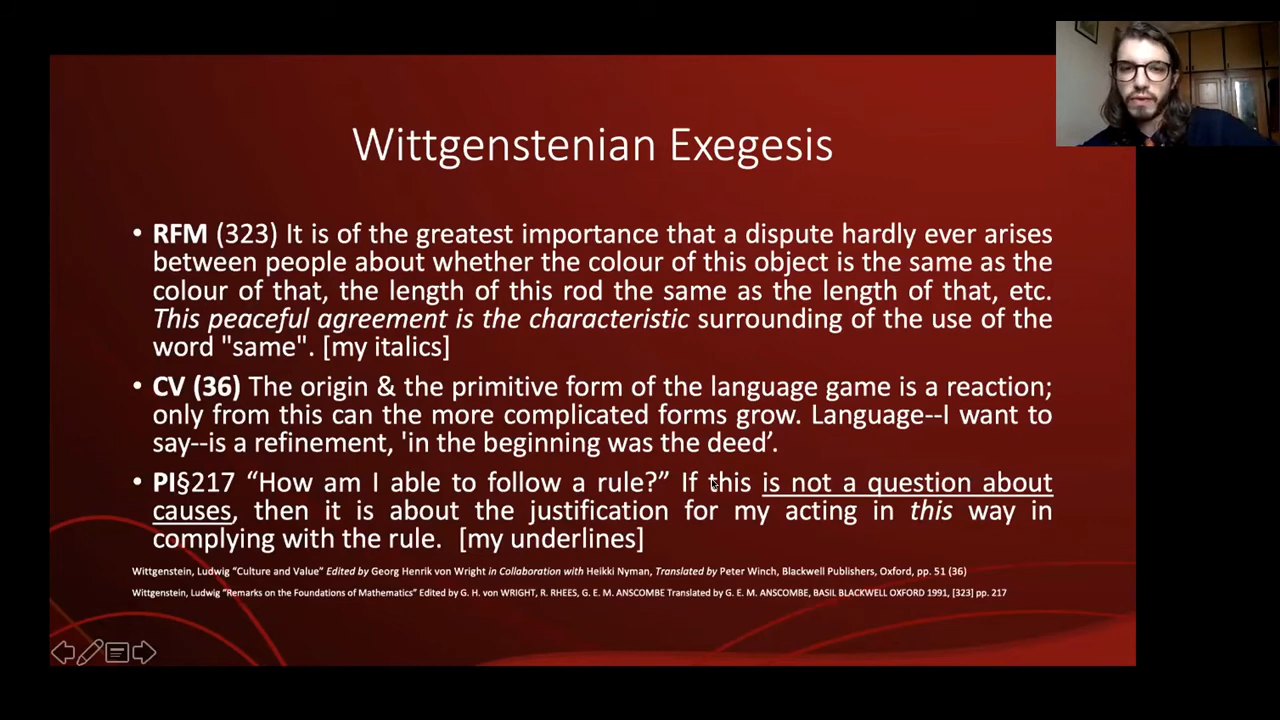 Wittgenstenian Exegesis
• RFM (323) It is of the greatest importance that a dispute hardly ever arises
between people about whether the colour of this object is the same as the
colour of that, the length of this rod the same as the length of that, etc.
This peaceful agreement is the characteristic surrounding of the use of the
word "same". [my italics]
• CV (36) The origin & the primitive form of the language game is a reaction;
only from this can the more complicated forms grow. Language--I want to
say--is a refinement, 'in the beginning was the deed’.
• PI§217 “How am I able to follow a rule?” If this is not a question about
causes, then it is about the justification for my acting in this way in
complying with the rule. [my underlines]
Wittgenstein, Ludwig “Culture and Value” Edited by Georg Henrik von Wright in Collaboration with Heikki Nyman, Translated by Peter Winch, Blackwell Publishers, Oxford, pp. 51 (36)
Wittgenstein, Ludwig “Remarks on the Foundations of Mathematics” Edited by G. H. von WRIGHT, R. RHEES, G. E. M. ANSCOMBE Translated by G. E. M. ANSCOMBE, BASIL BLACKWELL OXFORD 1991, [323] pp. 217